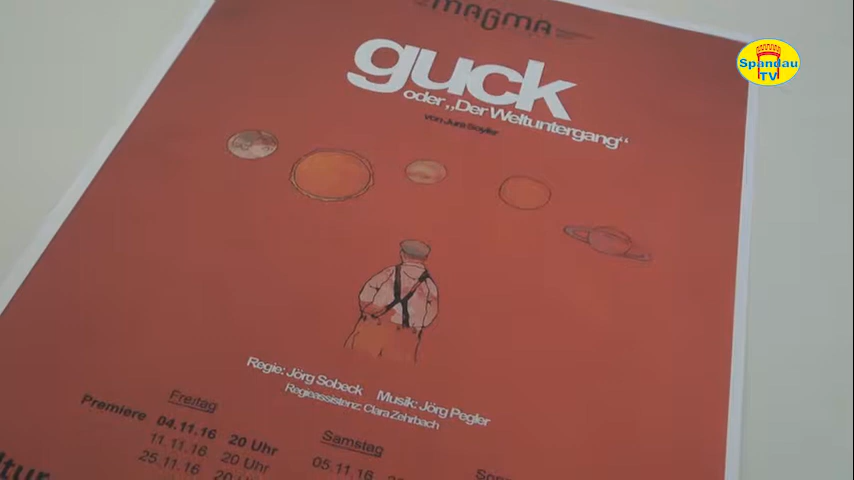 MAGMA
Spandau
TV
guck
oder „Der Weltuntergang“
von Jura Soyfer
Regie: Jörg Sobeck Musik: Jörg Pegler
Regieassistenz: Clara Zehrbach
Freitag
Premiere 04.11.16 20 Uhr
11.11.16 20 Uhr
25.11.16 20 Uhr
Samstag
05.11.16